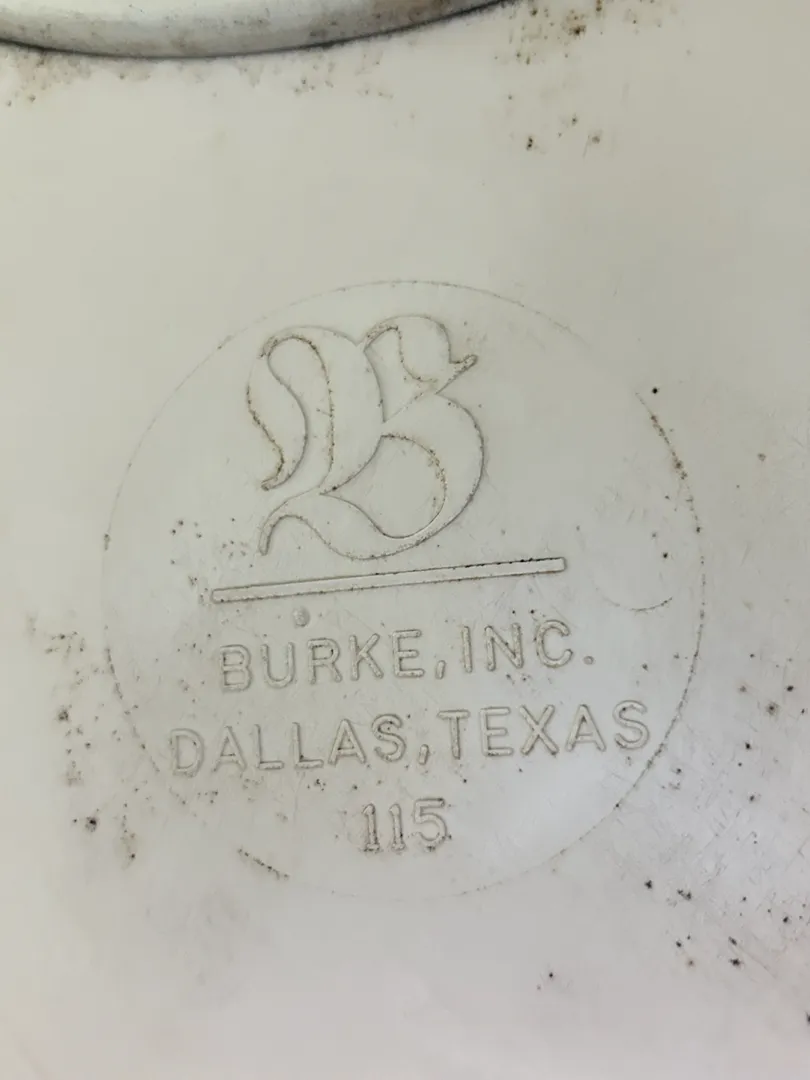 B
BURKE, INC.
DALLAS, TEXAS
115